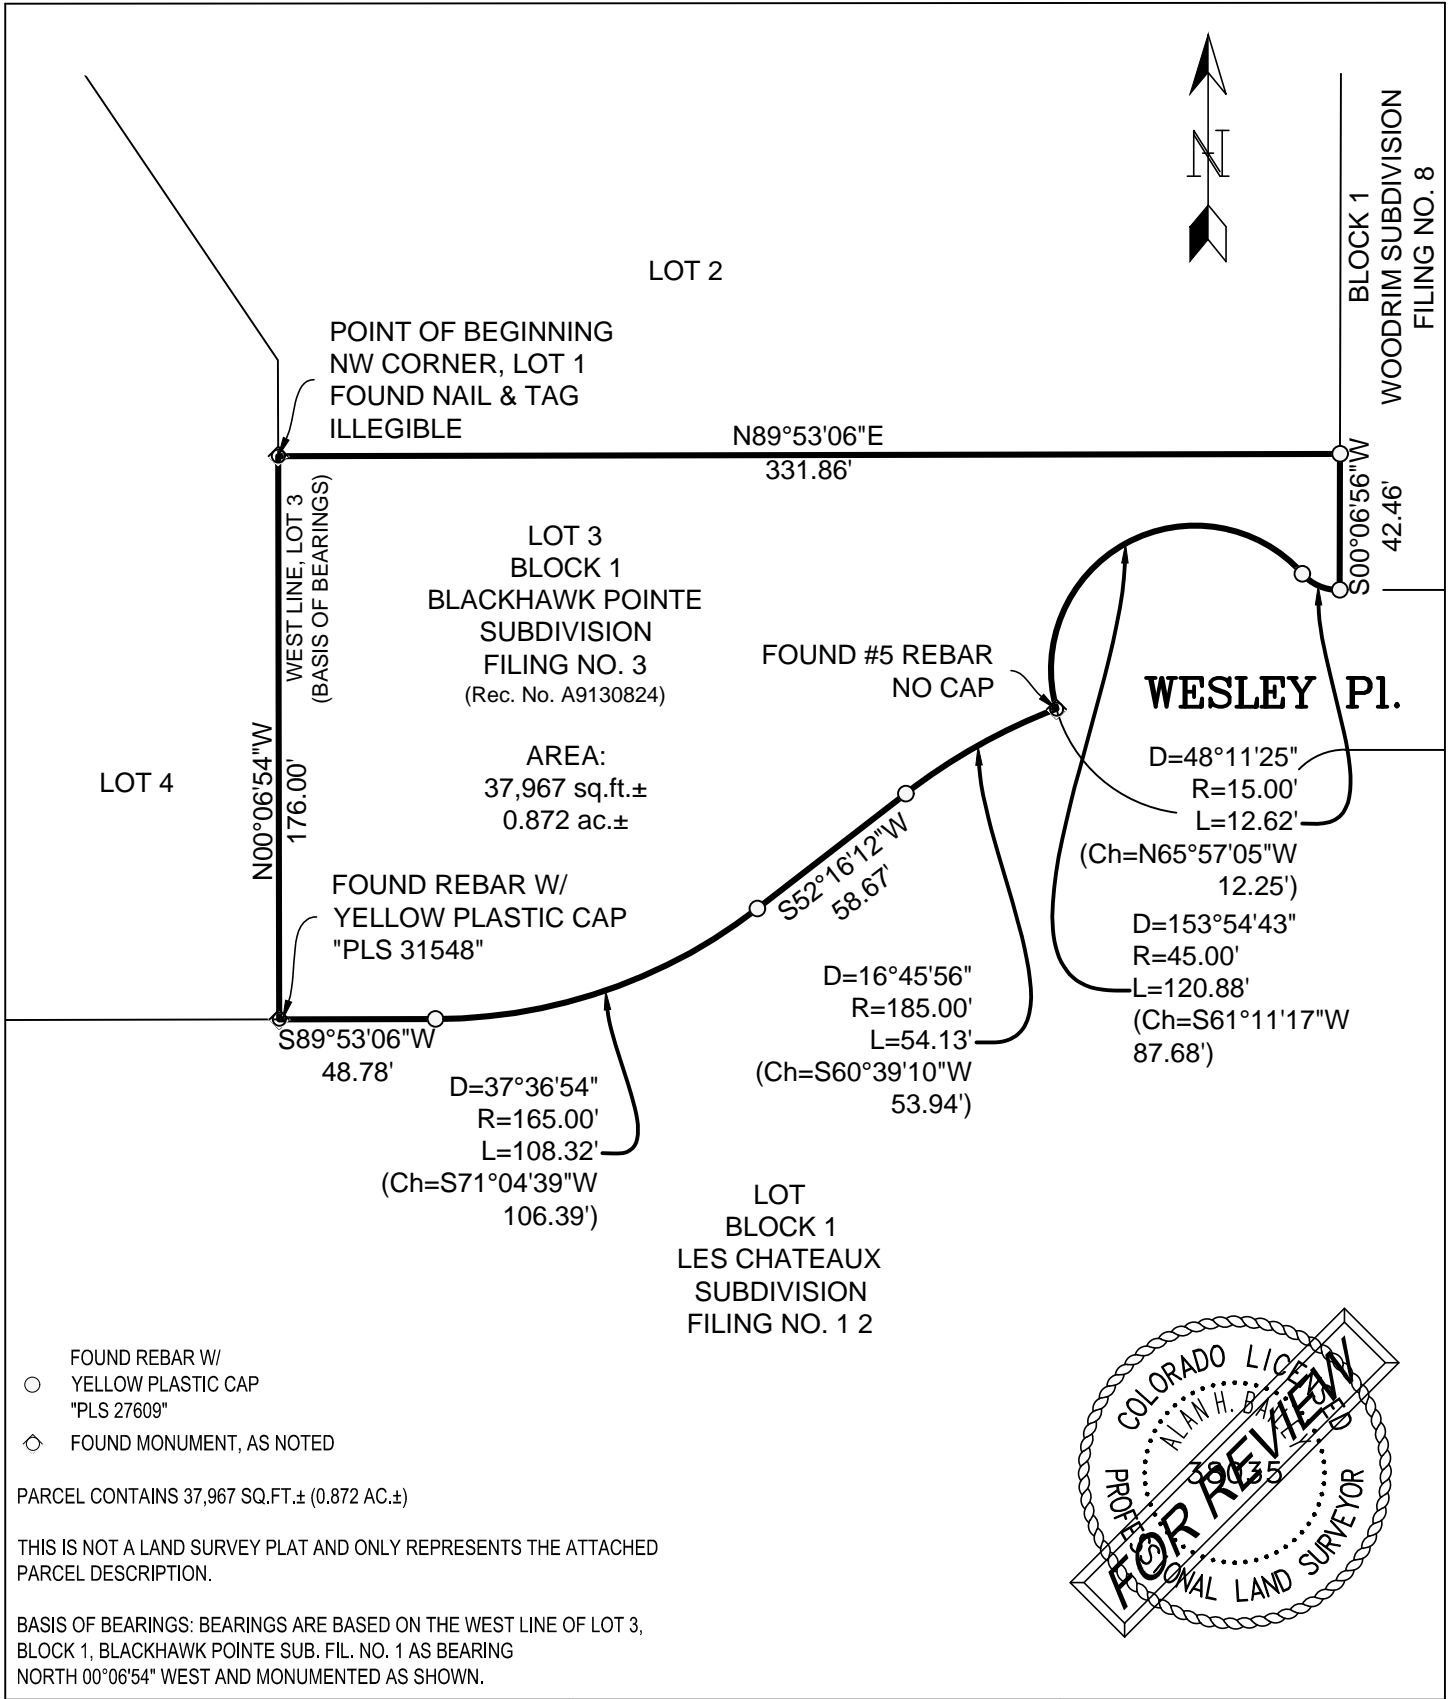 N
BLOCK 1
WOODRIM SUBDIVISION
FILING NO. 8
LOT 2
POINT OF BEGINNING
NW CORNER, LOT 1
FOUND NAIL & TAG
ILLEGIBLE
N89°53'06"E
331.86'
S00°06'56"W
42.46'
WEST LINE, LOT 3
(BASIS OF BEARINGS)
LOT 3
BLOCK 1
BLACKHAWK POINTE
SUBDIVISION
FILING NO. 3
(Rec. No. A9130824)
AREA:
37,967 sq.ft.±
0.872 ac.±
FOUND #5 REBAR
NO CAP
WESLEY Pl.
N00°06'54"W
176.00'
LOT 4
D=48°11'25"
R=15.00'
L=12.62'
(Ch=N65°57'05"W
12.25')
FOUND REBAR W/
YELLOW PLASTIC CAP
"PLS 31548"
S52°16'12"W
58.67'
D=153°54'43"
R=45.00'
L=120.88'
(Ch=S61°11'17"W
87.68')
D=16°45'56"
R=185.00'
L=54.13'
(Ch=S60°39'10"W
53.94')
S89°53'06"W
48.78'
D=37°36'54"
R=165.00'
L=108.32'
(Ch=S71°04'39"W
106.39')
LOT
BLOCK 1
LES CHATEAUX
SUBDIVISION
FILING NO. 1 2
FOUND REBAR W/
YELLOW PLASTIC CAP
"PLS 27609"
FOUND MONUMENT, AS NOTED
PARCEL CONTAINS 37,967 SQ.FT.± (0.872 AC.±)
THIS IS NOT A LAND SURVEY PLAT AND ONLY REPRESENTS THE ATTACHED
PARCEL DESCRIPTION.
BASIS OF BEARINGS: BEARINGS ARE BASED ON THE WEST LINE OF LOT 3,
BLOCK 1, BLACKHAWK POINTE SUB. FIL. NO. 1 AS BEARING
NORTH 00°06'54" WEST AND MONUMENTED AS SHOWN.
COLORADO LICENSED
ALAN H.
38035
PROFESSIONAL LAND SURVEYOR
FOR REVIEW